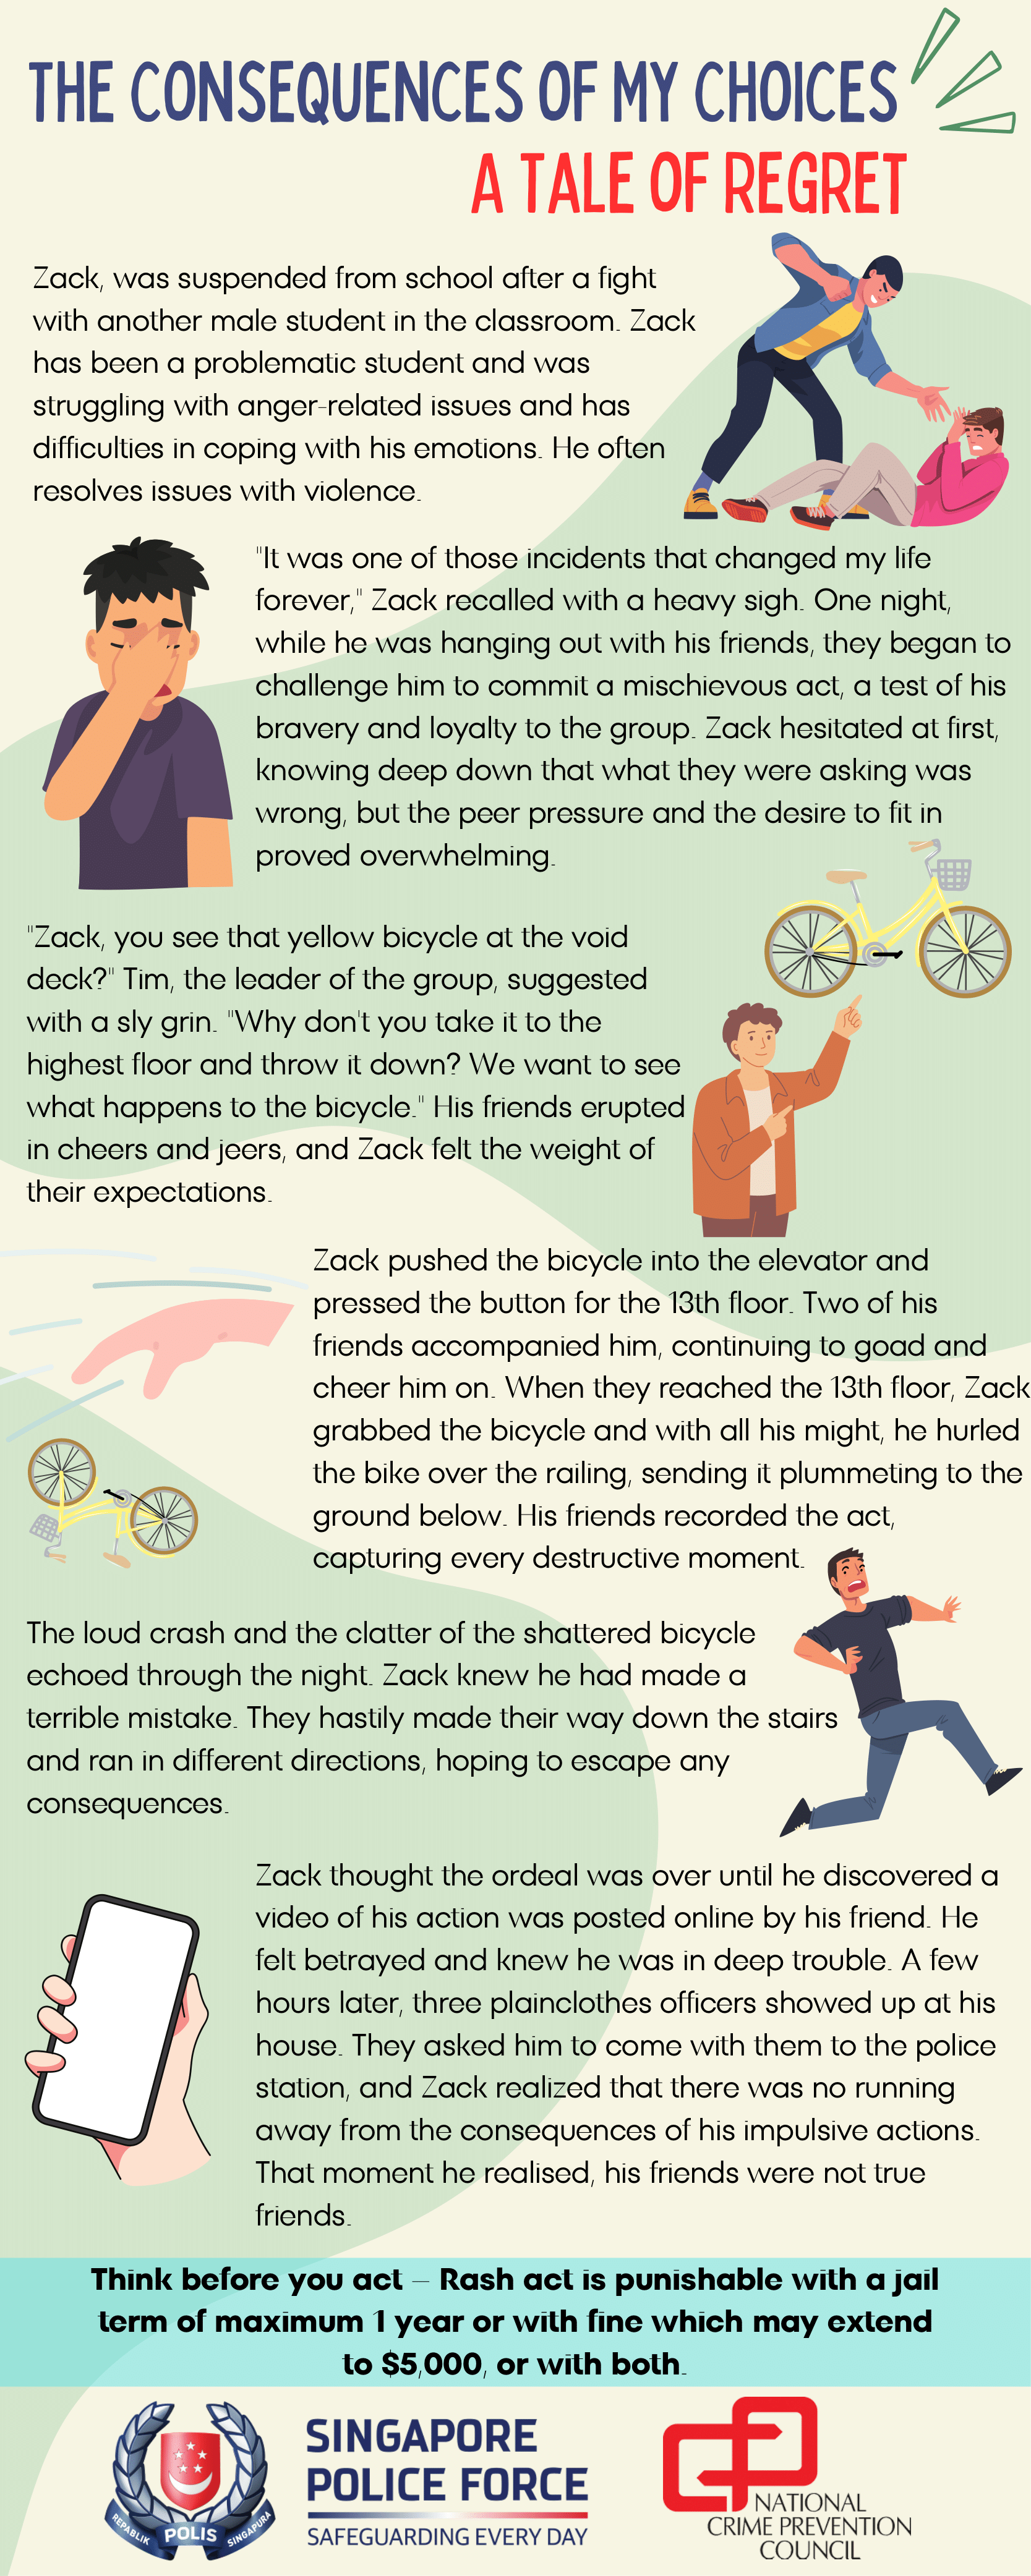 THE CONSEQUENCES OF MY CHOICES
A TALE OF REGRET
Zack, was suspended from school after a fight
with another male student in the classroom. Zack
has been a problematic student and was
struggling with anger-related issues and has
difficulties in coping with his emotions. He often
resolves issues with violence.
"It was one of those incidents that changed my life
forever," Zack recalled with a heavy sigh. One night,
while he was hanging out with his friends, they began to
challenge him to commit a mischievous act, a test of his
bravery and loyalty to the group. Zack hesitated at first,
knowing deep down that what they were asking was
wrong, but the peer pressure and the desire to fit in
proved overwhelming.
"Zack, you see that yellow bicycle at the void
deck?" Tim, the leader of the group, suggested
with a sly grin. "Why don't you take it to the
highest floor and throw it down? We want to see
what happens to the bicycle." His friends erupted
in cheers and jeers, and Zack felt the weight of
their expectations.
Zack pushed the bicycle into the elevator and
pressed the button for the 13th floor. Two of his
friends accompanied him, continuing to goad and
cheer him on. When they reached the 13th floor, Zack
grabbed the bicycle and with all his might, he hurled
the bike over the railing, sending it plummeting to the
ground below. His friends recorded the act,
capturing every destructive moment.
The loud crash and the clatter of the shattered bicycle
echoed through the night. Zack knew he had made a
terrible mistake. They hastily made their way down the stairs
and ran in different directions, hoping to escape any
consequences.
Zack thought the ordeal was over until he discovered a
video of his action was posted online by his friend. He
felt betrayed and knew he was in deep trouble. A few
hours later, three plainclothes officers showed up at his
house. They asked him to come with them to the police
station, and Zack realized that there was no running
away from the consequences of his impulsive actions.
That moment he realised, his friends were not true
friends.
Think before you act – Rash act is punishable with a jail
term of maximum 1 year or with fine which may extend
to $5,000, or with both.
REPABLIK POLIS SINGAPURA
SINGAPORE
POLICE FORCE
SAFEGUARDING EVERY DAY
NATIONAL
CRIME PREVENTION
COUNCIL